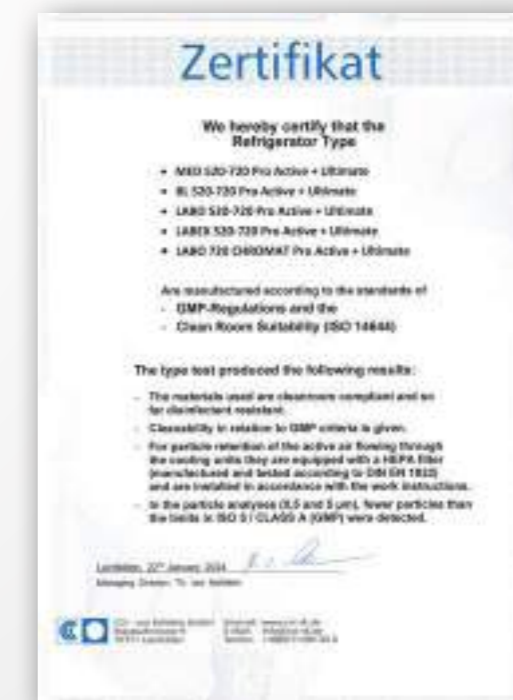 Zertifikat
We hereby certify that the
Refrigerator Type
MED 520-720 Pro Active + Ultimate
BL 520-720 Pro Active + Ultimate
LABO 520-720 Pro Active + Ultimate
LABEX 520-720 Pro Active + Ultimate
LABO 720 CHROMAT Pro Active + Ultimate
Are manufactured according to the standards of
- GMP-Regulations and the
- Clean Room Suitability (ISO 14644)
The type test produced the following results:
- The materials used are cleanroom compliant and so
far disinfectant resistant.
- Cleanability in relation to GMP criteria is given.
- For particle retention of the active air flowing through
the cooling units they are equipped with a HEPA filter
(manufactured and tested according to DIN EN 1822)
and are installed in accordance with the work instructions.
- In the particle analyses (0,5 and 5 µm), fewer particles than
the limits in ISO 5 / CLASS A (GMP) were detected.
22nd January, 2024
Managing Director